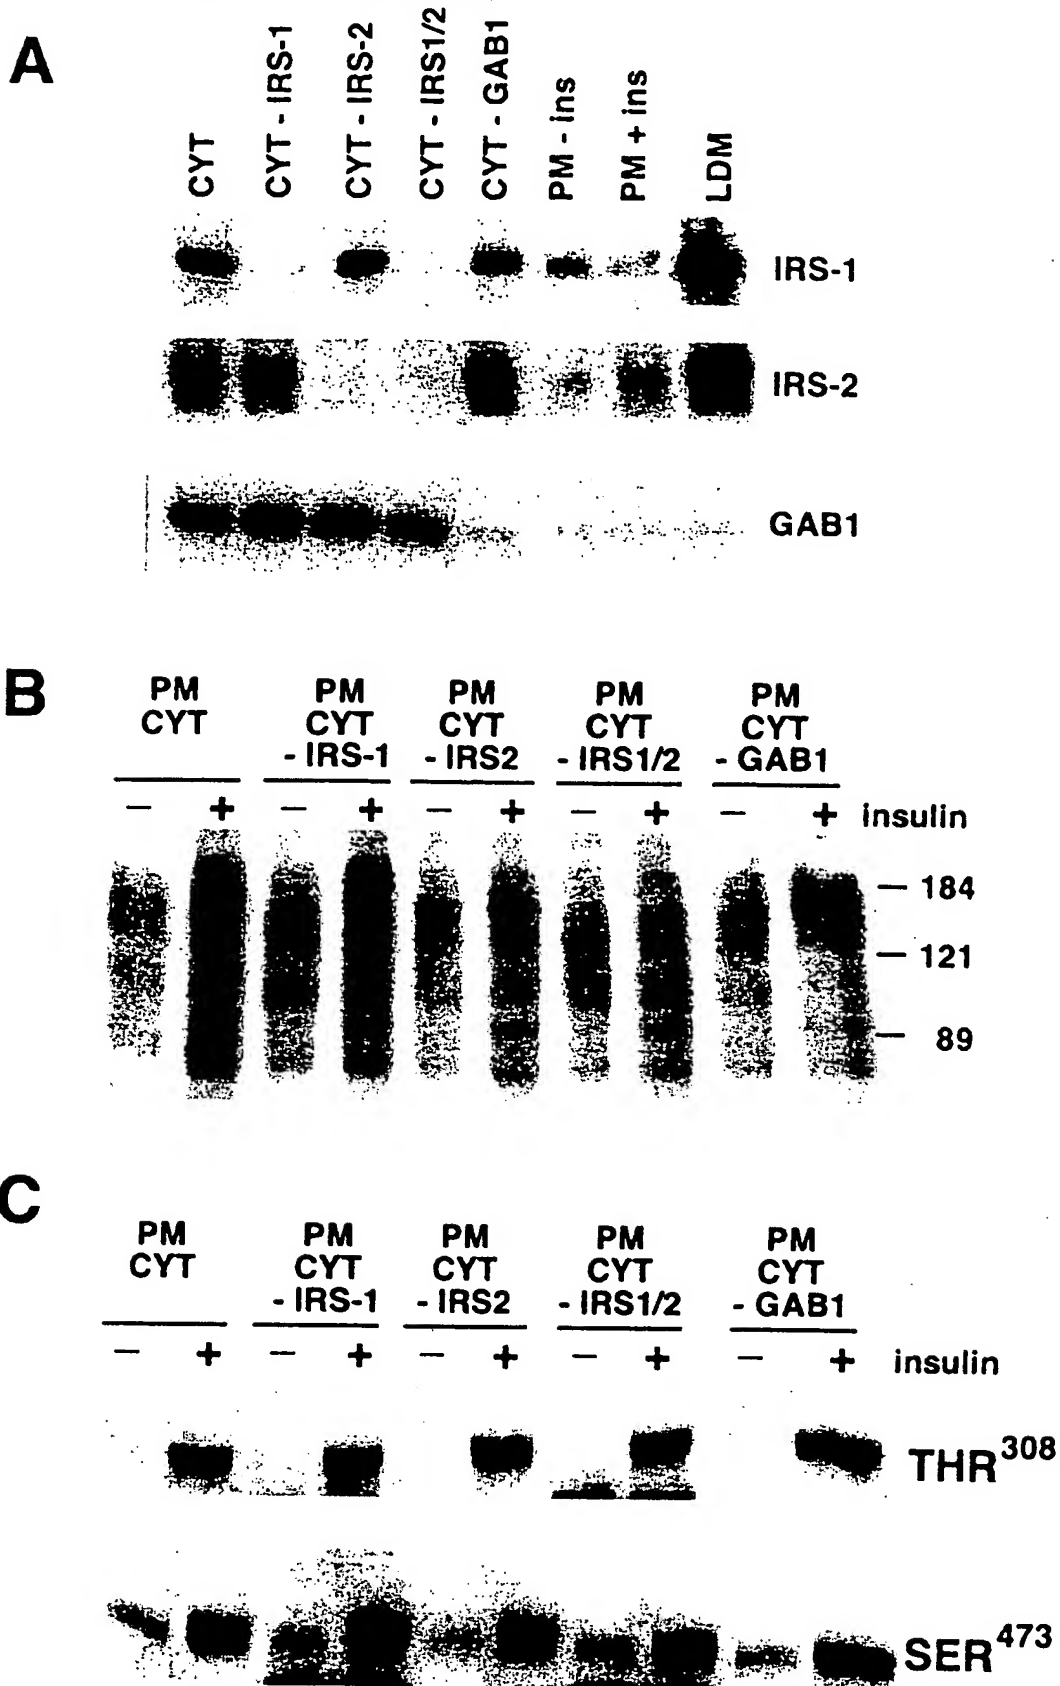 A
CYT
CYT - IRS-1
CYT - IRS-2
CYT - IRS1/2
CYT - GAB1
PM - ins
PM + ins
LDM
IRS-1
IRS-2
GAB1
B
PM CYT
PM CYT - IRS-1
PM CYT - IRS2
PM CYT - IRS1/2
PM CYT - GAB1
− + − + − + − + − + insulin
184
121
89
C
PM CYT
PM CYT - IRS-1
PM CYT - IRS2
PM CYT - IRS1/2
PM CYT - GAB1
− + − + − + − + − + insulin
THR308
SER473